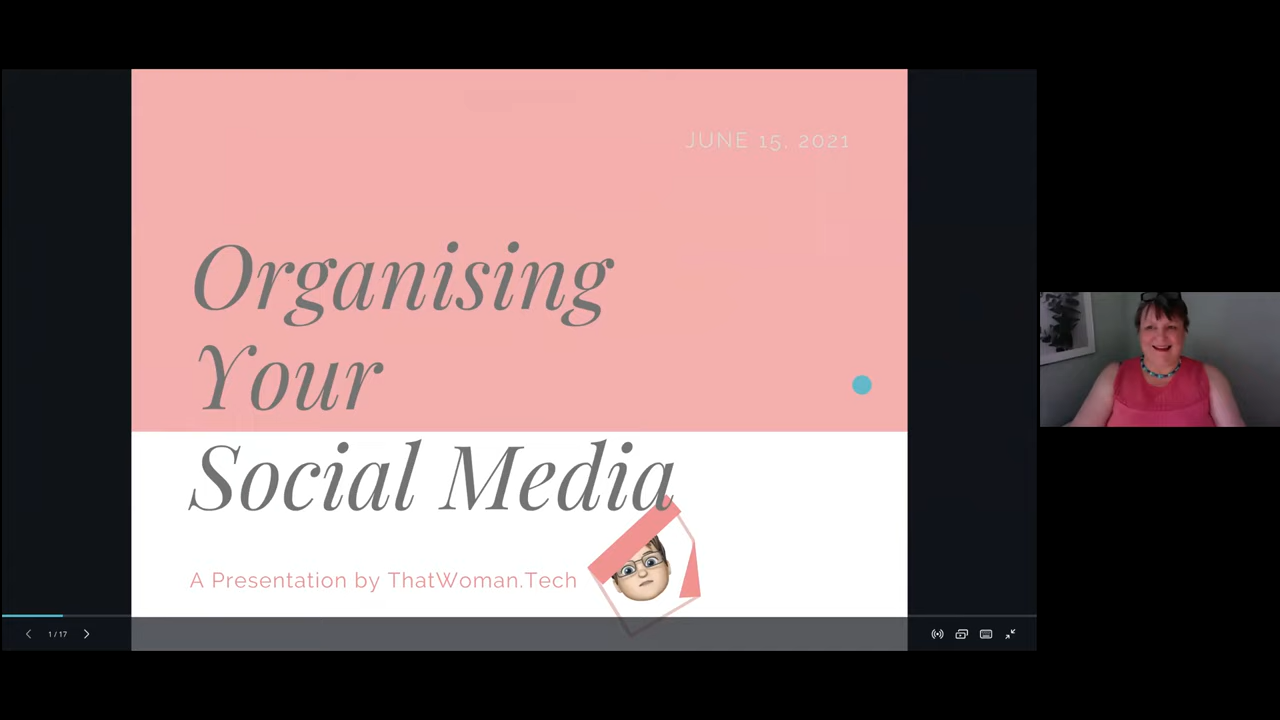 JUNE 15, 2021
Organising
Your
Social Media
A Presentation by ThatWoman.Tech
1 / 17